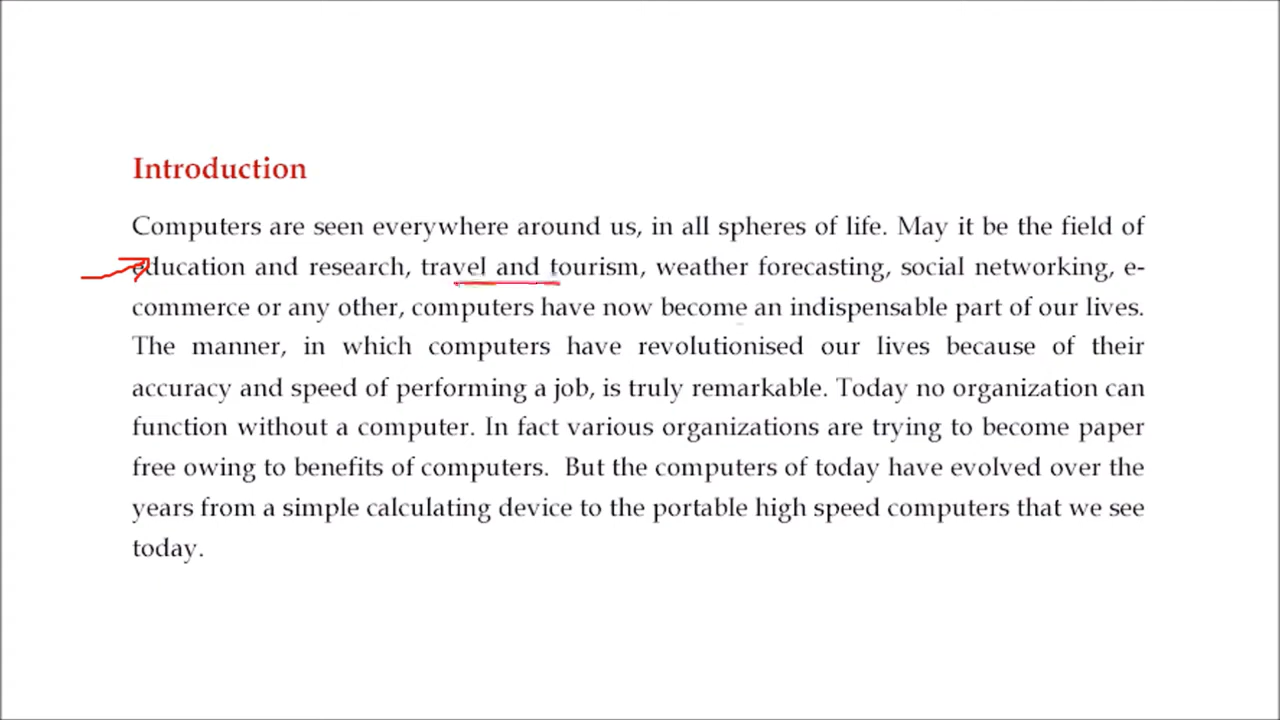 Introduction
Computers are seen everywhere around us, in all spheres of life. May it be the field of
education and research, travel and tourism, weather forecasting, social networking, e-
commerce or any other, computers have now become an indispensable part of our lives.
The manner, in which computers have revolutionised our lives because of their
accuracy and speed of performing a job, is truly remarkable. Today no organization can
function without a computer. In fact various organizations are trying to become paper
free owing to benefits of computers. But the computers of today have evolved over the
years from a simple calculating device to the portable high speed computers that we see
today.